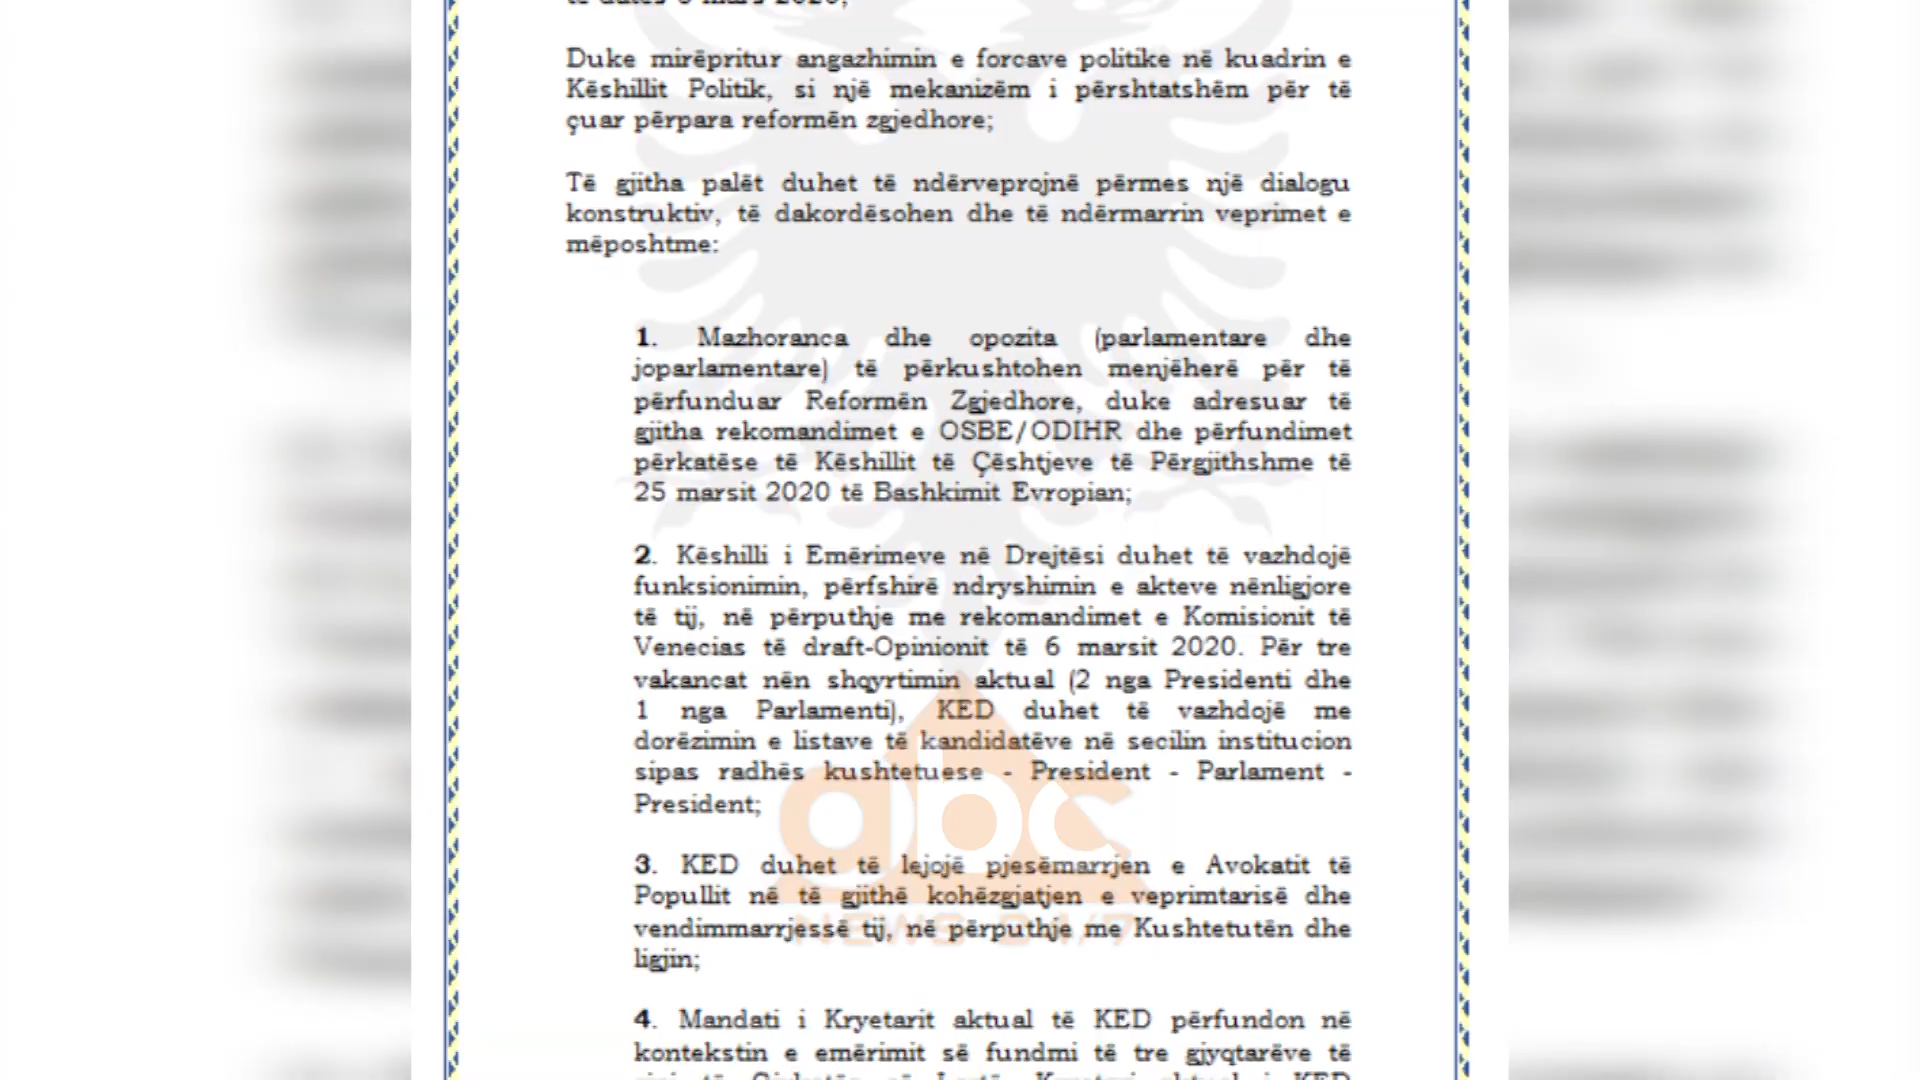 të datës 6 mars 2020;
Duke mirëpritur angazhimin e forcave politike në kuadrin e
Këshillit Politik, si një mekanizëm i përshtatshëm për të
çuar përpara reformën zgjedhore;
Të gjitha palët duhet të ndërveprojnë përmes një dialogu
konstruktiv, të dakordësohen dhe të ndërmarrin veprimet e
mëposhtme:
1. Mazhoranca dhe opozita (parlamentare dhe
joparlamentare) të përkushtohen menjëherë për të
përfunduar Reformën Zgjedhore, duke adresuar të
gjitha rekomandimet e OSBE/ODIHR dhe përfundimet
përkatëse të Këshillit të Çështjeve të Përgjithshme të
25 marsit 2020 të Bashkimit Evropian;
2. Këshilli i Emërimeve në Drejtësi duhet të vazhdojë
funksionimin, përfshirë ndryshimin e akteve nënligjore
të tij, në përputhje me rekomandimet e Komisionit të
Venecias të draft-Opinionit të 6 marsit 2020. Për tre
vakancat nën shqyrtimin aktual (2 nga Presidenti dhe
1 nga Parlamenti), KED duhet të vazhdojë me
dorëzimin e listave të kandidatëve në secilin institucion
sipas radhës kushtetuese - President - Parlament -
President;
abc
3. KED duhet të lejojë pjesëmarrjen e Avokatit të
Popullit në të gjithë kohëzgjatjen e veprimtarisë dhe
vendimmarrjessë tij, në përputhje me Kushtetutën dhe
NEWS 24/7
ligjin;
4. Mandati i Kryetarit aktual të KED përfundon në
kontekstin e emërimit së fundmi të tre gjyqtarëve të